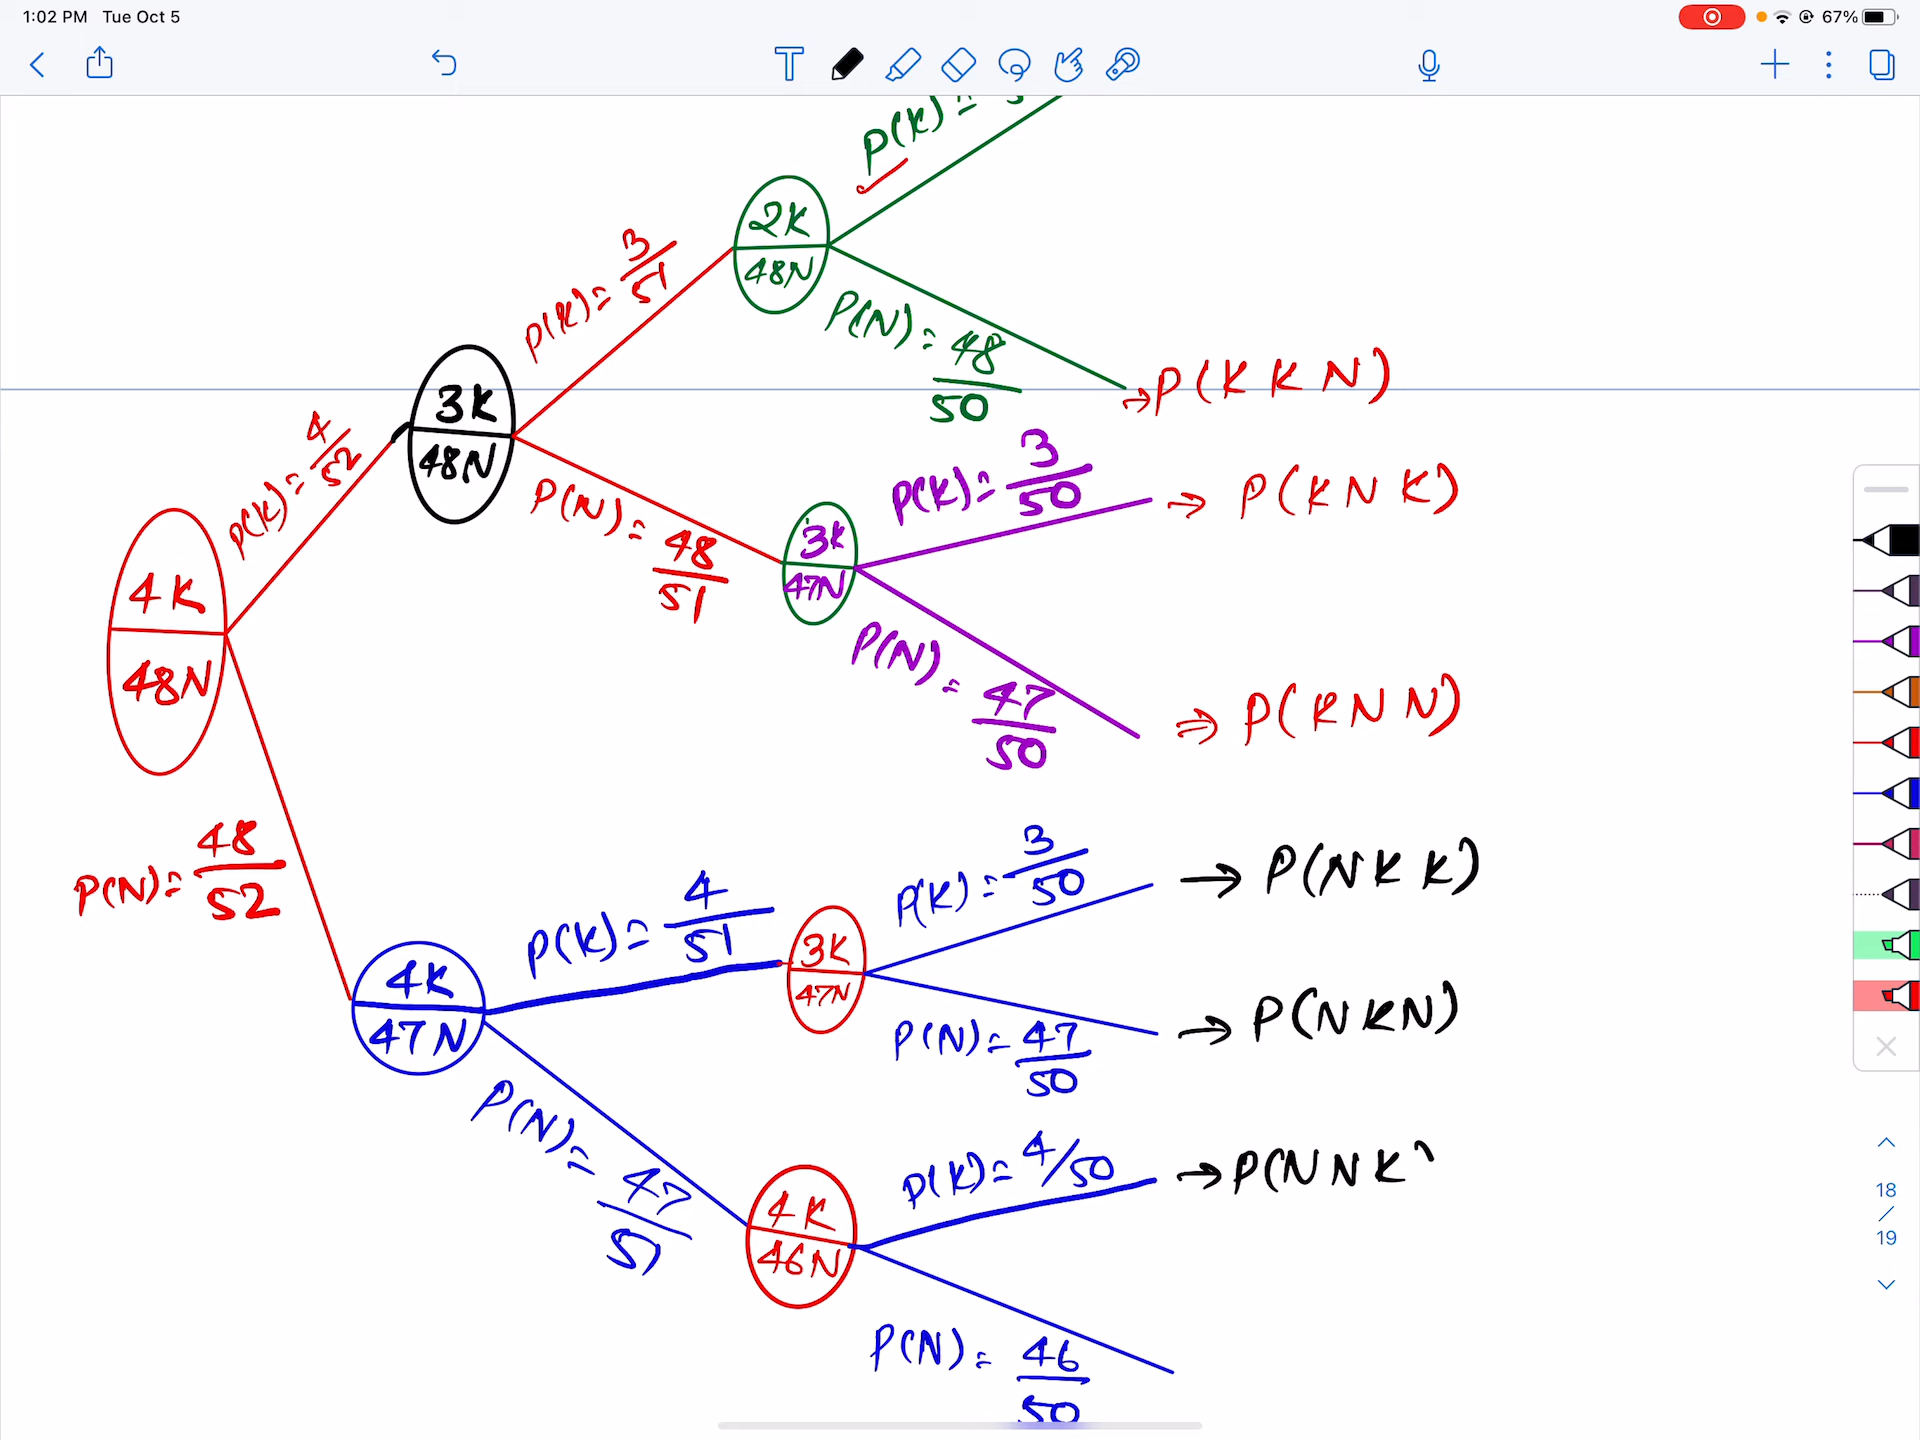 1:02 PM Tue Oct 5
67%
T
P(K) =
2K
48N
P(K) = 3/51
P(N) = 48/50
→ P(K K N)
3K
48N
P(K) = 4/52
P(K) = 3/50
→ P(K N K)
P(N) = 48/51
3K
47N
4K
48N
P(N) = 47/50
⇒ P(K N N)
P(N) = 48/52
P(K) = 3/50
→ P(N K K)
P(K) = 4/51
3K
47N
4K
47N
P(N) = 47/50
→ P(N K N)
P(N) = 47/51
P(K) = 4/50
→ P(N N K
4K
46N
P(N) = 46/50
18
/
19